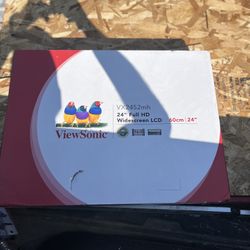 VX2452mh
24" Full HD
Widescreen LCD
60cm | 24"
ViewSonic